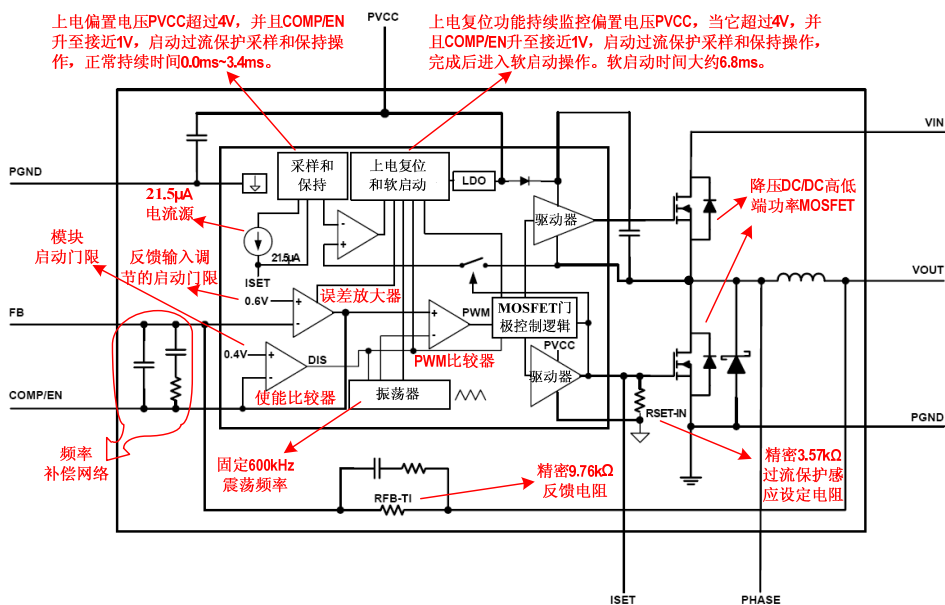 上电偏置电压PVCC超过4V，并且COMP/EN
升至接近1V，启动过流保护采样和保持操
作，正常持续时间0.0ms~3.4ms。
PVCC
上电复位功能持续监控偏置电压PVCC，当它超过4V，并
且COMP/EN升至接近1V，启动过流保护采样和保持操作，
完成后进入软启动操作。软启动时间大约6.8ms。
VIN
PGND
采样和
保持
上电复位
和软启动
LDO
21.5μA
电流源
驱动器
降压DC/DC高低
端功率MOSFET
模块
启动门限
21.5μA
ISET
反馈输入调
节的启动门限
VOUT
0.6V
误差放大器
FB
PWM
MOSFET门
极控制逻辑
0.4V
DIS
PWM比较器
PVCC
驱动器
COMP/EN
使能比较器
振荡器
RSET-IN
PGND
频率
补偿网络
固定600kHz
震荡频率
RFB-TI
精密9.76kΩ
反馈电阻
精密3.57kΩ
过流保护感
应设定电阻
ISET
PHASE